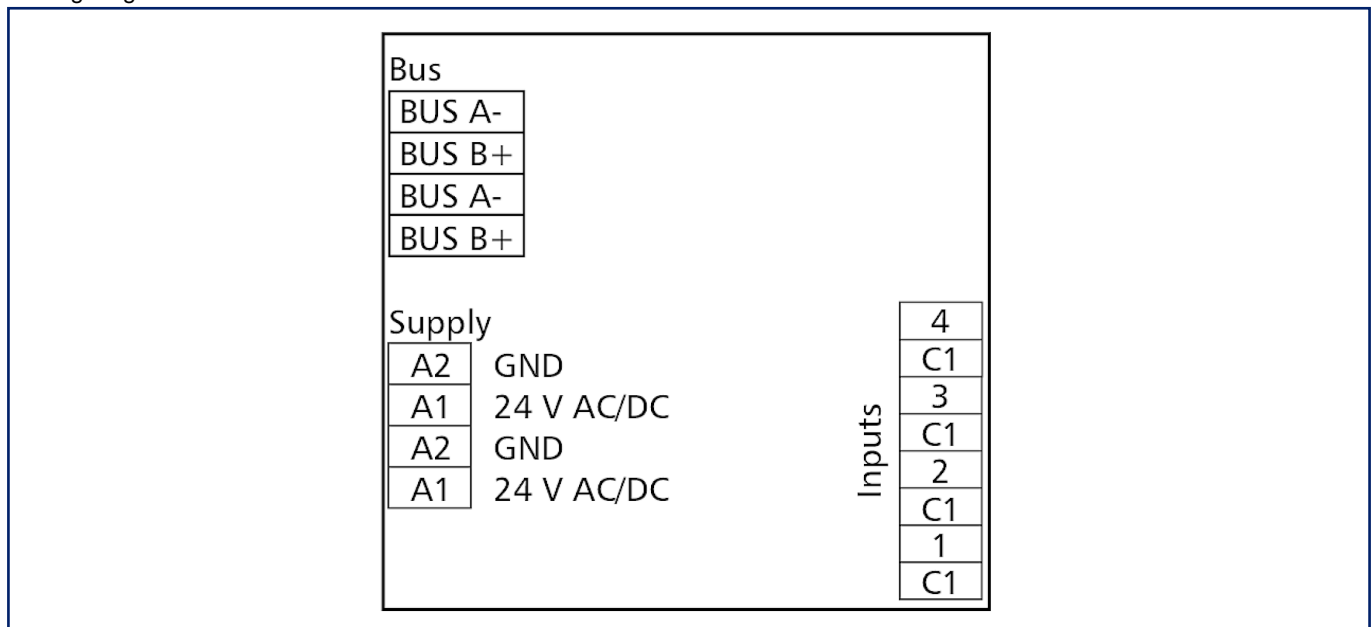 Bus
BUS A-
BUS B+
BUS A-
BUS B+
Supply
A2 GND
A1 24 V AC/DC
A2 GND
A1 24 V AC/DC
Inputs
4
C1
3
C1
2
C1
1
C1